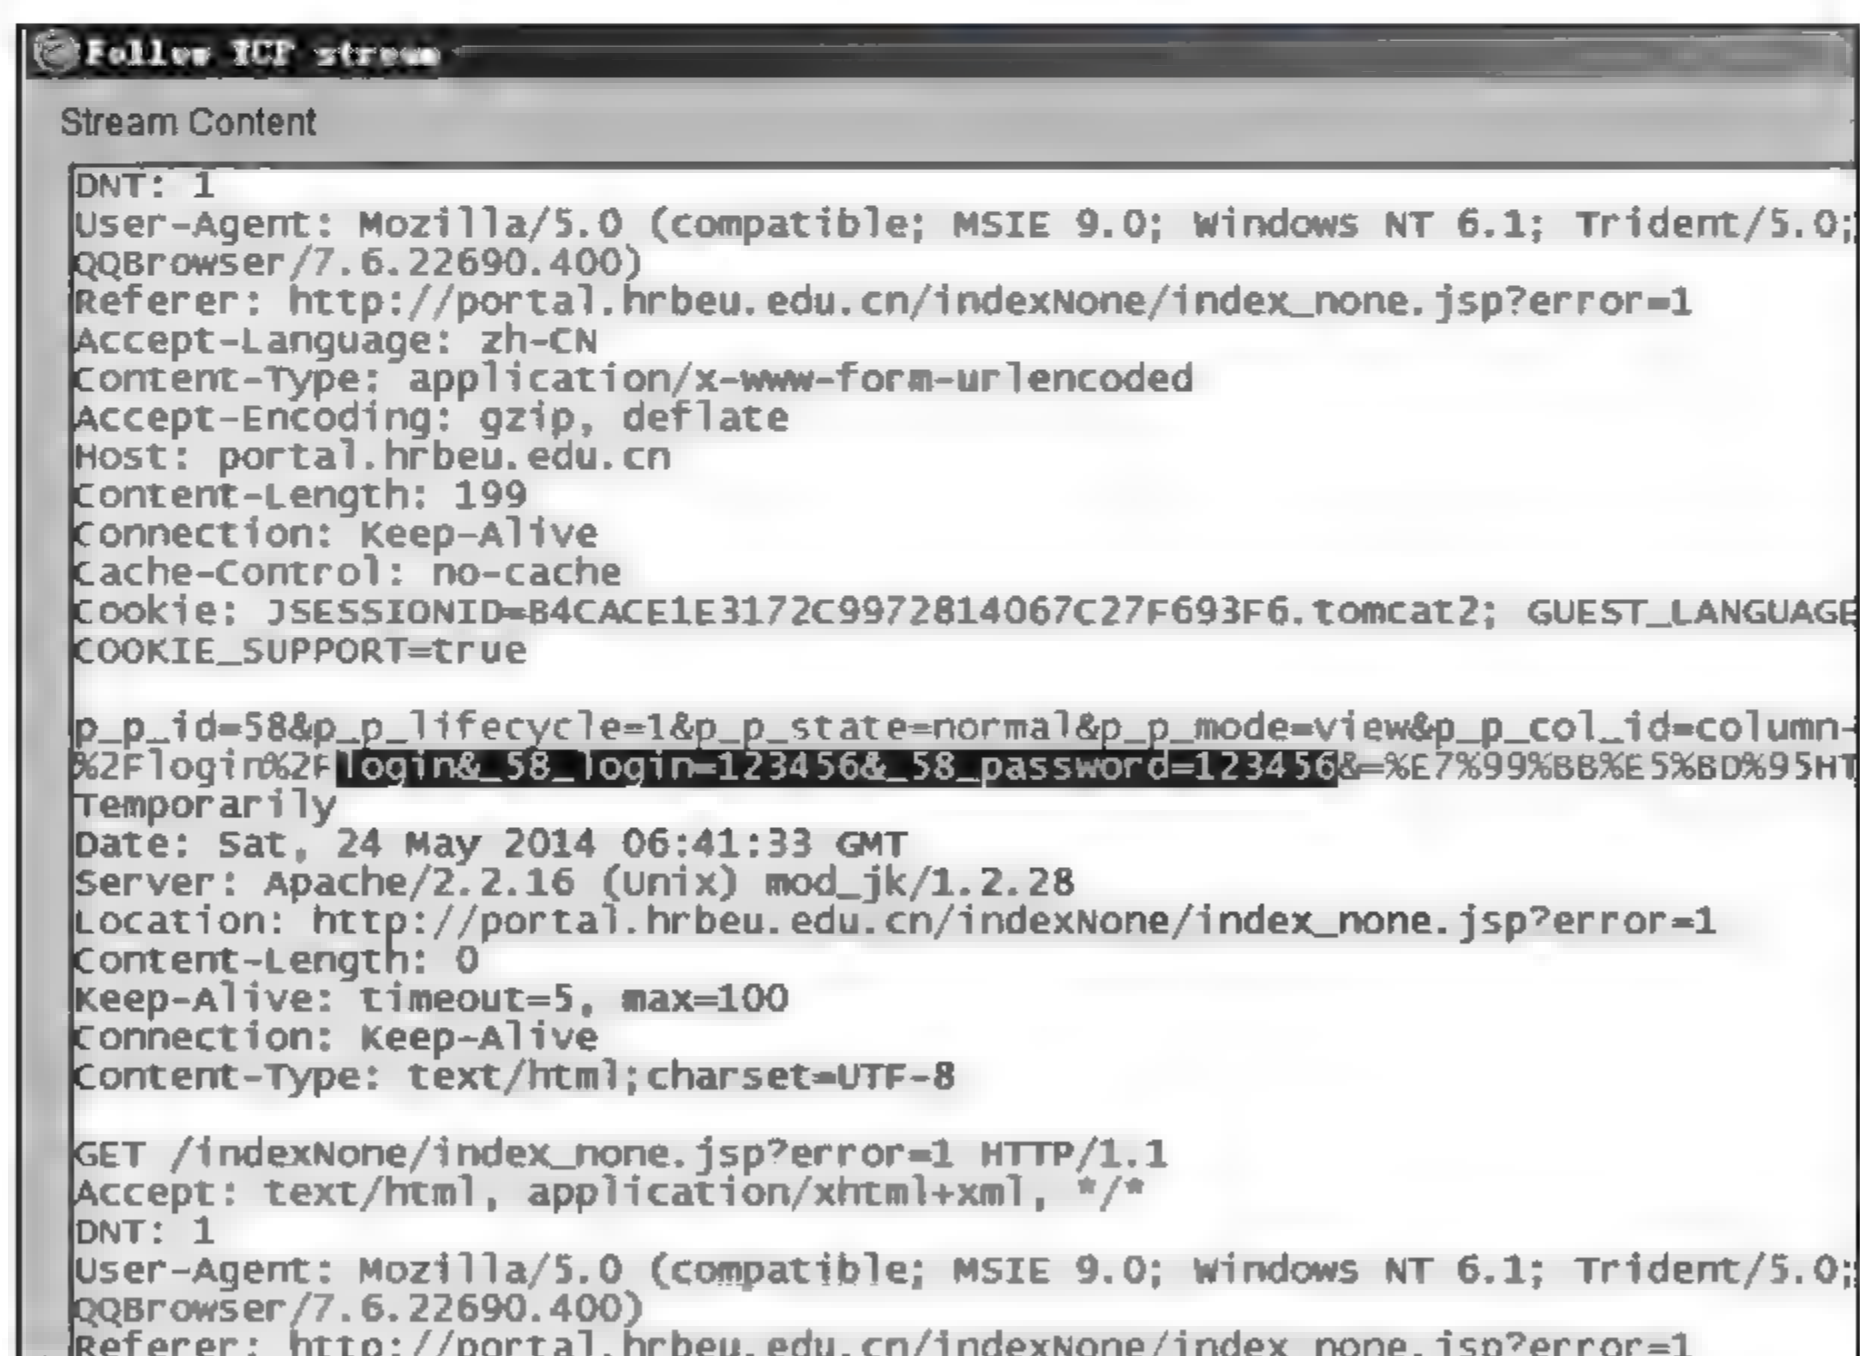 Follow TCP stream
Stream Content
DNT: 1
User-Agent: Mozilla/5.0 (compatible; MSIE 9.0; Windows NT 6.1; Trident/5.0;
QQBrowser/7.6.22690.400)
Referer: http://portal.hrbeu.edu.cn/indexNone/index_none.jsp?error=1
Accept-Language: zh-CN
Content-Type: application/x-www-form-urlencoded
Accept-Encoding: gzip, deflate
Host: portal.hrbeu.edu.cn
Content-Length: 199
Connection: Keep-Alive
Cache-Control: no-cache
Cookie: JSESSIONID=B4CACE1E3172C9972814067C27F693F6.tomcat2; GUEST_LANGUAGE
COOKIE_SUPPORT=true
p_p_id=58&p_p_lifecycle=1&p_p_state=normal&p_p_mode=view&p_p_col_id=column-
%2Flogin%2Flogin&_58_login=123456&_58_password=123456&=%E7%99%BB%E5%BD%95HT
Temporarily
Date: Sat, 24 May 2014 06:41:33 GMT
Server: Apache/2.2.16 (Unix) mod_jk/1.2.28
Location: http://portal.hrbeu.edu.cn/indexNone/index_none.jsp?error=1
Content-Length: 0
Keep-Alive: timeout=5, max=100
Connection: Keep-Alive
Content-Type: text/html;charset=UTF-8
GET /indexNone/index_none.jsp?error=1 HTTP/1.1
Accept: text/html, application/xhtml+xml, */*
DNT: 1
User-Agent: Mozilla/5.0 (compatible; MSIE 9.0; Windows NT 6.1; Trident/5.0;
QQBrowser/7.6.22690.400)
Referer: http://portal.hrbeu.edu.cn/indexNone/index_none.jsp?error=1